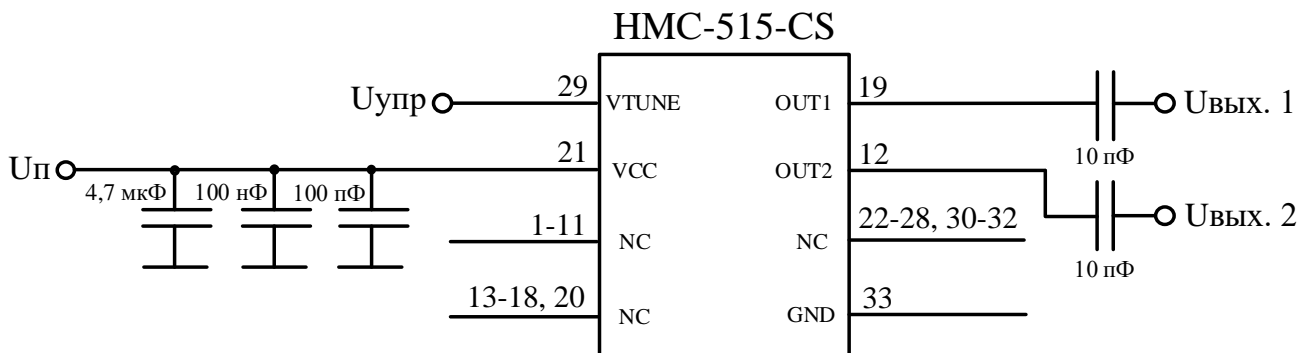 HMC-515-CS
Uупр 29 VTUNE OUT1 19 Uвых. 1
10 пФ
Uп 21 VCC OUT2 12
4,7 мкФ 100 нФ 100 пФ
Uвых. 2
1-11 NC NC 22-28, 30-32
10 пФ
13-18, 20 NC GND 33